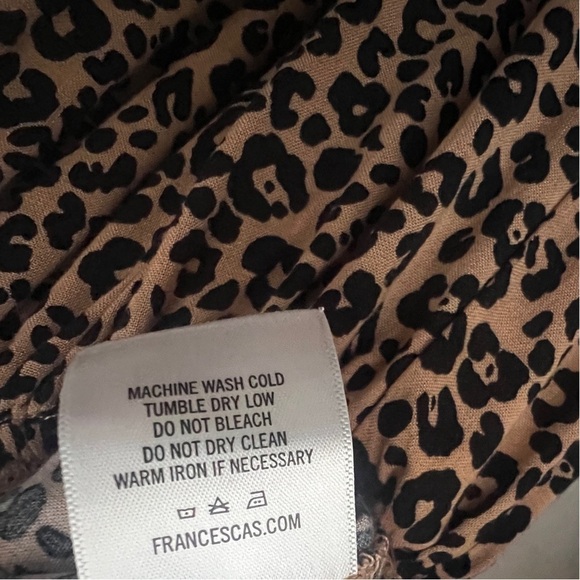 MACHINE WASH COLD
TUMBLE DRY LOW
DO NOT BLEACH
DO NOT DRY CLEAN
WARM IRON IF NECESSARY
FRANCESCAS.COM